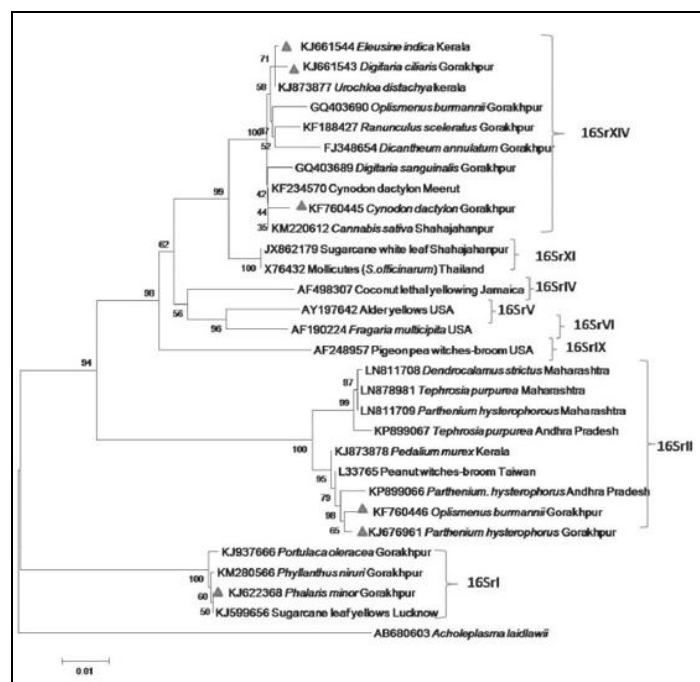 KJ661544 Eleusine indica Kerala
71
KJ661543 Digitaria ciliaris Gorakhpur
58
KJ873877 Urochloa distachya kerala
GQ403690 Oplismenus burmannii Gorakhpur
100
KF188427 Ranunculus sceleratus Gorakhpur
16SrXIV
52
FJ348654 Dicantheum annulatum Gorakhpur
GQ403689 Digitaria sanguinalis Gorakhpur
42
KF234570 Cynodon dactylon Meerut
99
44
KF760445 Cynodon dactylon Gorakhpur
35
KM220612 Cannabis sativa Shahajahanpur
JX862179 Sugarcane white leaf Shahajahanpur
16SrXI
62
100
X76432 Mollicutes (S.officinarum) Thailand
AF498307 Coconut lethal yellowing Jamaica
16SrIV
56
AY197642 Alder yellows USA
16SrV
98
96
AF190224 Fragaria multicipita USA
16SrVI
AF248957 Pigeon pea witches-broom USA
16SrIX
94
LN811708 Dendrocalamus strictus Maharashtra
87
LN878981 Tephrosia purpurea Maharashtra
99
LN811709 Parthenium hysterophorous Maharashtra
KP899067 Tephrosia purpurea Andhra Pradesh
100
16SrII
KJ873878 Pedalium murex Kerala
95
L33765 Peanut witches-broom Taiwan
79
KP899066 Parthenium. hysterophorus Andhra Pradesh
98
KF760446 Oplismenus burmannii Gorakhpur
65
KJ676961 Parthenium hysterophorus Gorakhpur
KJ937666 Portulaca oleracea Gorakhpur
100
KM280566 Phyllanthus niruri Gorakhpur
16SrI
60
KJ622368 Phalaris minor Gorakhpur
50
KJ599656 Sugarcane leaf yellows Lucknow
AB680603 Acholeplasma laidlawii
0.01